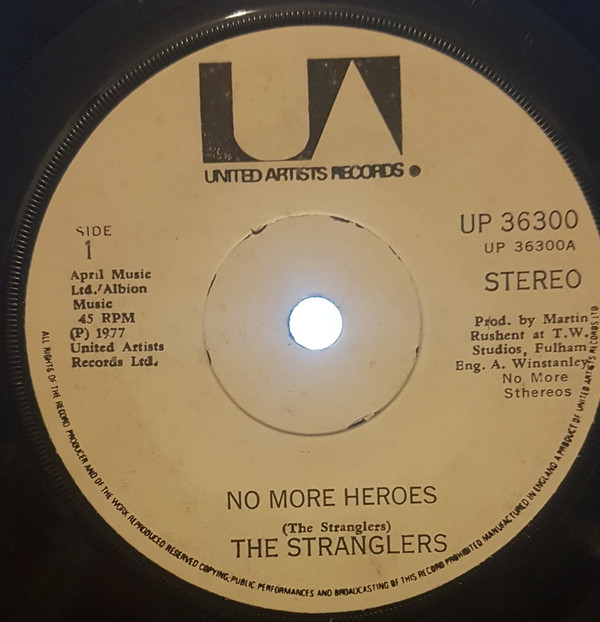 UA
UNITED ARTISTS RECORDS
SIDE
1
April Music
Ltd./Albion
Music
45 RPM
(P) 1977
United Artists
Records Ltd.
UP 36300
UP 36300A
STEREO
Prod. by Martin
Rushent at T.W.
Studios, Fulham
Eng. A. Winstanley
No More
Sthereos
NO MORE HEROES
(The Stranglers)
THE STRANGLERS
ALL RIGHTS OF THE RECORD PRODUCER AND OF THE WORK REPRODUCED RESERVED COPYING, PUBLIC PERFORMANCES AND BROADCASTING OF THIS RECORD PROHIBITED MANUFACTURED IN ENGLAND A PRODUCT OF UNITED ARTISTS RECORDS LTD